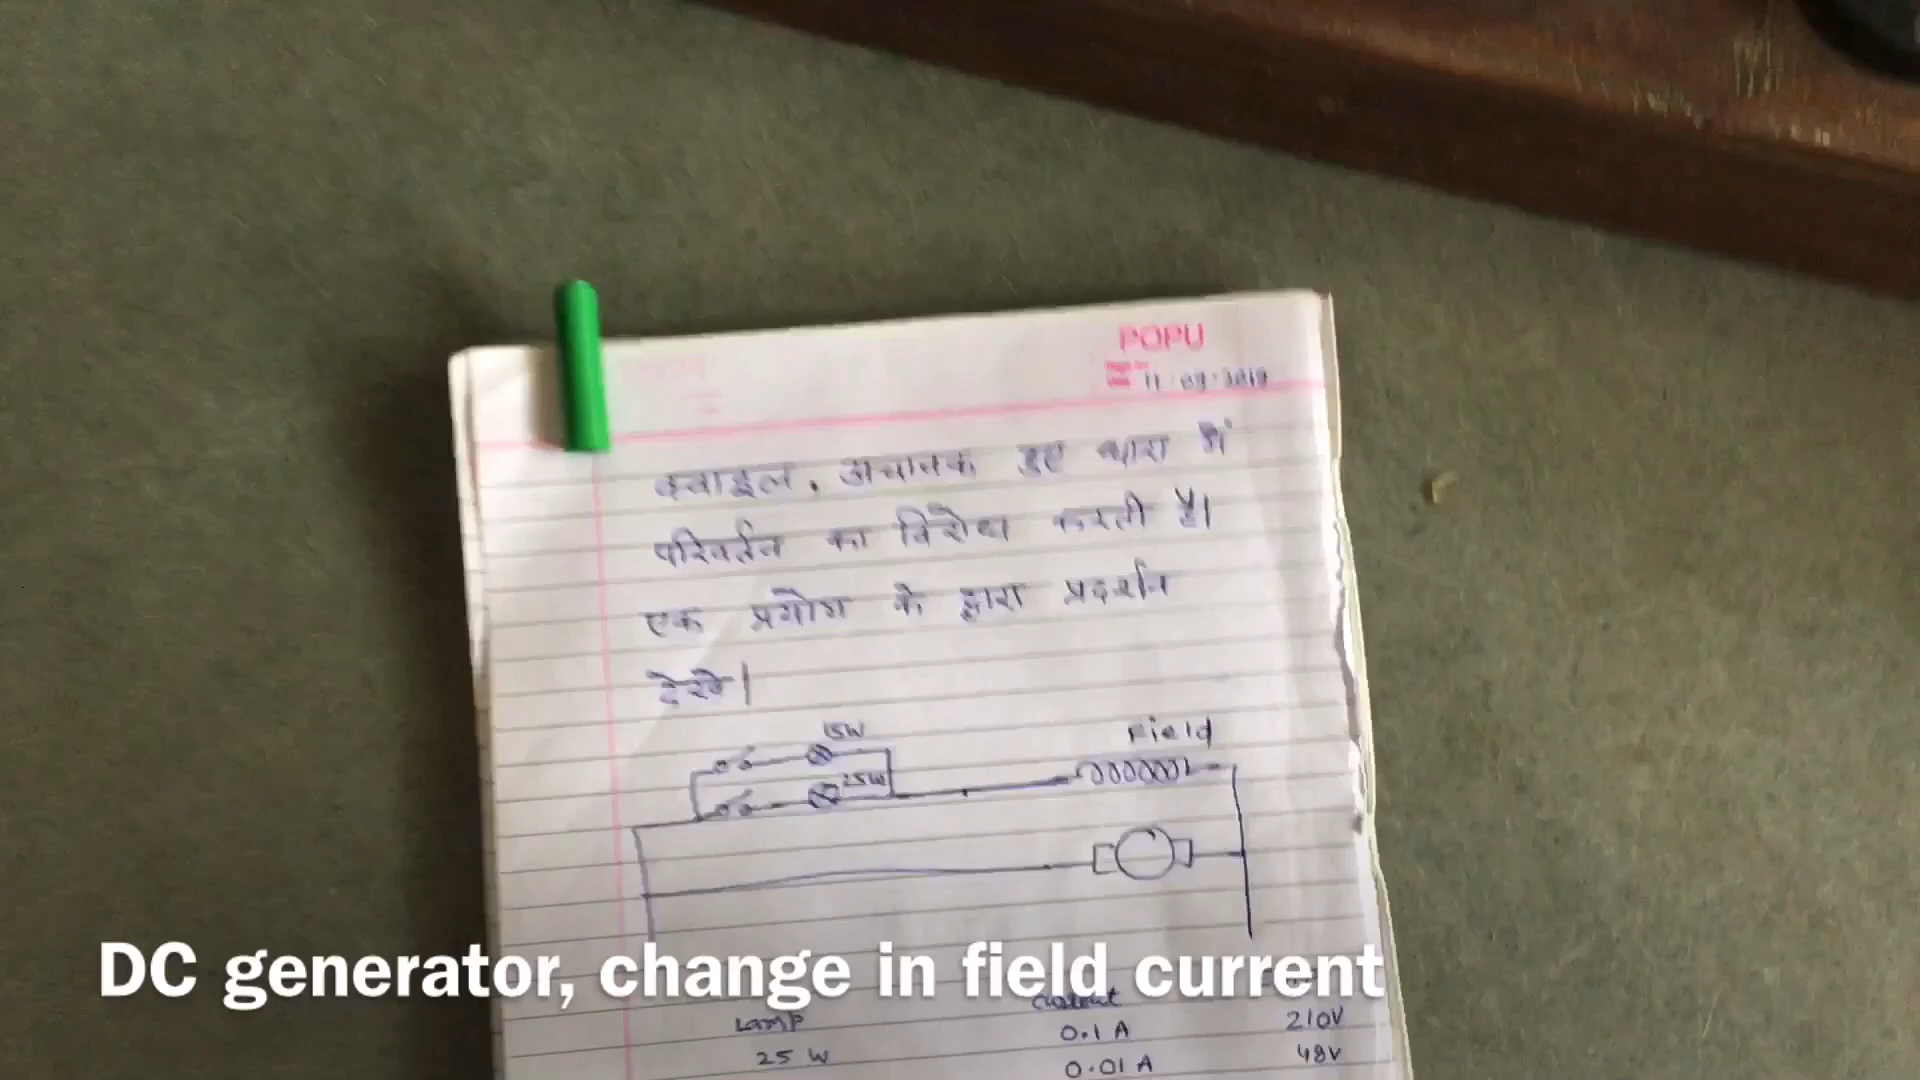 POPU
11.09.2019
क्वाइल, अचानक हुए धारा में
परिवर्तन का विरोध करती है।
एक प्रयोग के द्वारा प्रदर्शन
देखे।
15W
Field
25W
DC generator, change in field current
Lamp Current 210V
0.1 A
25 W 0.01 A 48V